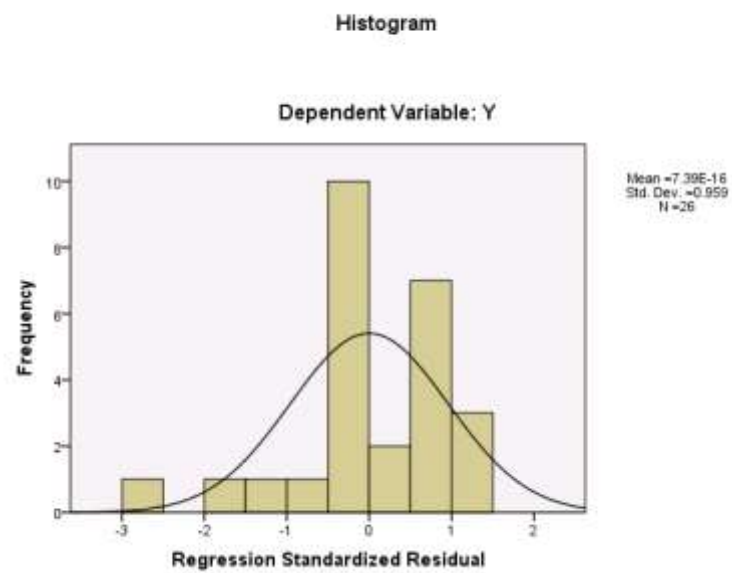 Histogram
Dependent Variable: Y
Mean =7.39E-16
Std. Dev. =0.959
N =26
Frequency
10
8
6
4
2
0
-3 -2 -1 0 1 2
Regression Standardized Residual